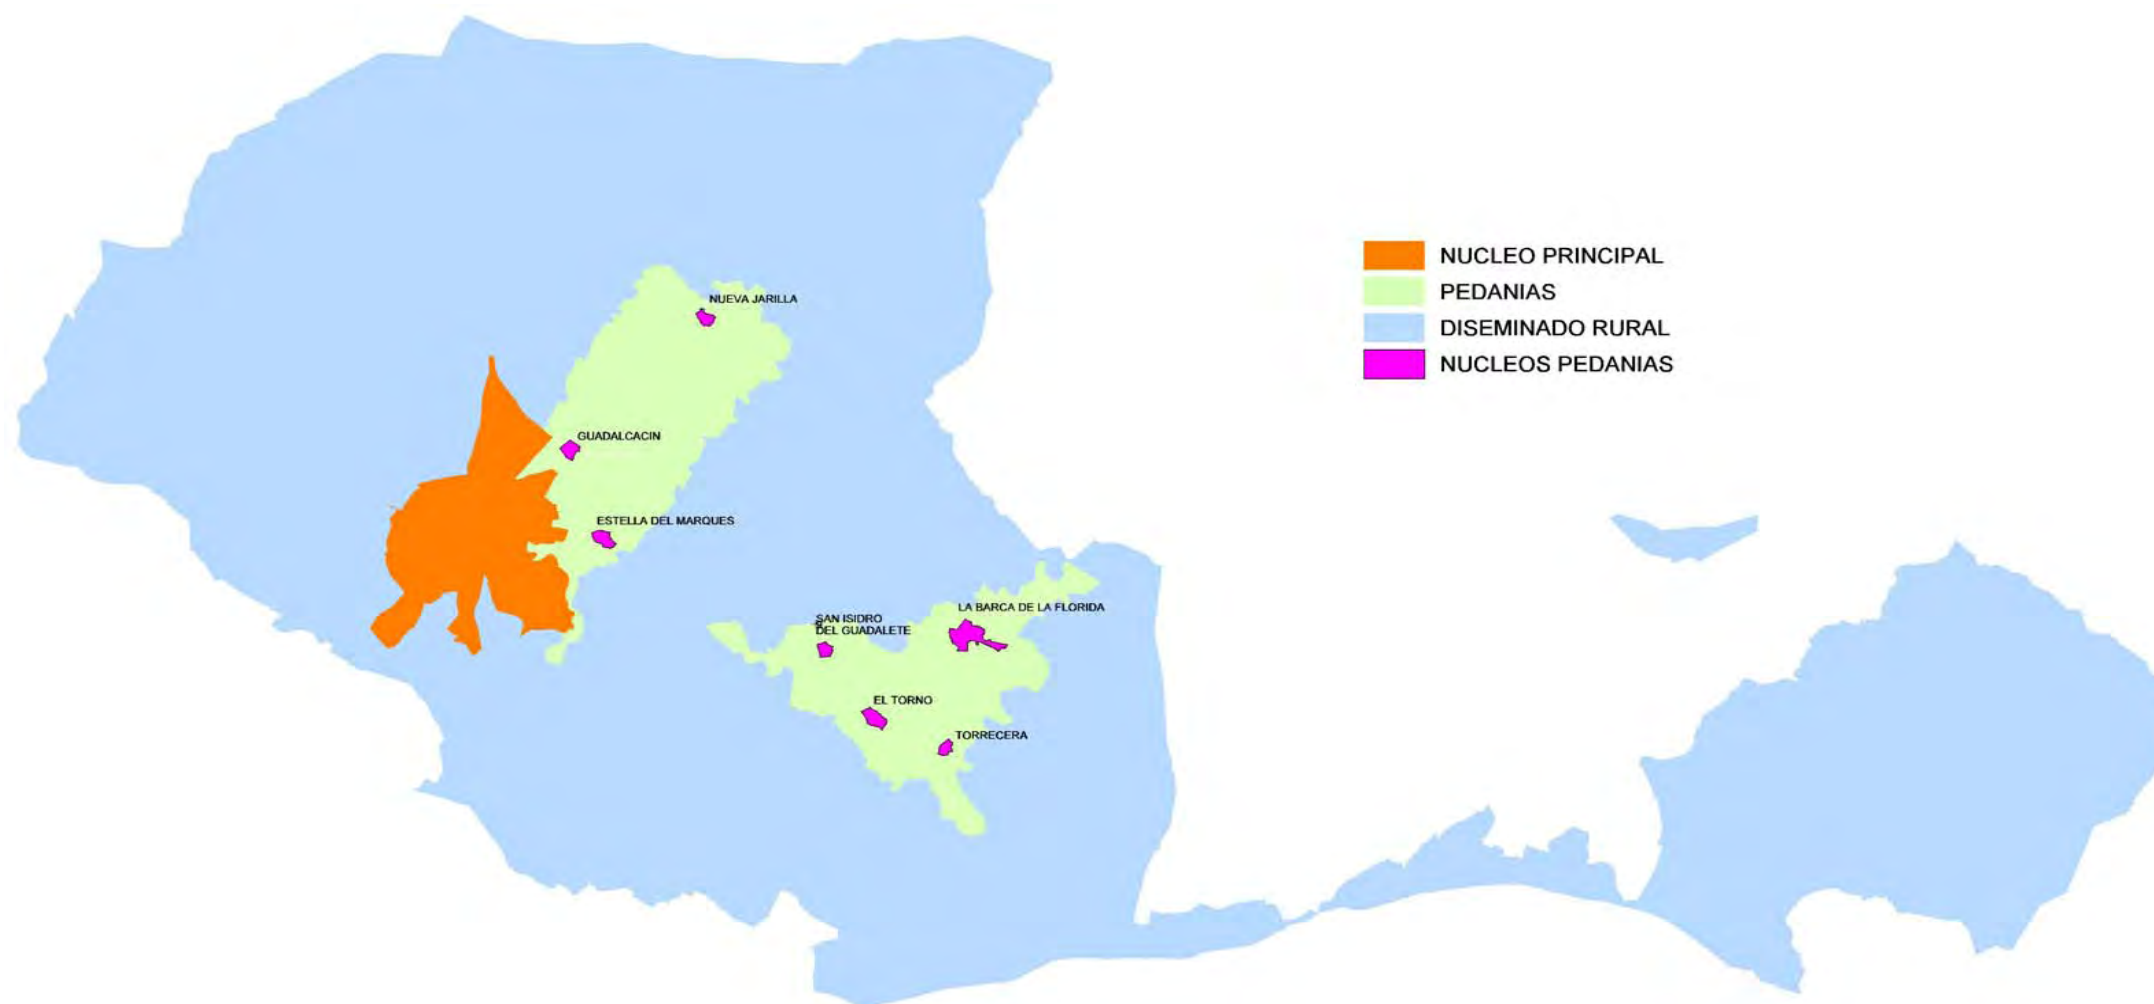 NUCLEO PRINCIPAL
PEDANIAS
DISEMINADO RURAL
NUCLEOS PEDANIAS
NUEVA JARILLA
GUADALCACIN
ESTELLA DEL MARQUES
SAN ISIDRO
DEL GUADALETE
LA BARCA DE LA FLORIDA
EL TORNO
TORRECERA